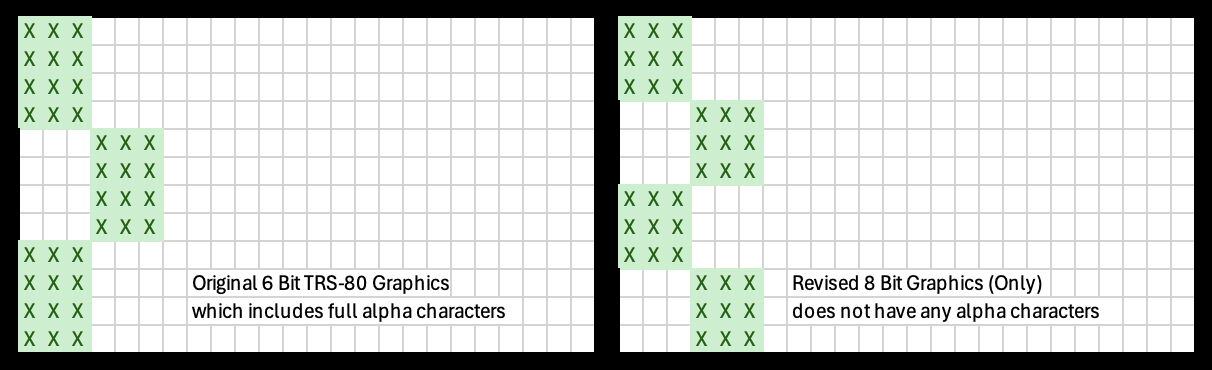 X X X
X X X
X X X
X X X
X X X
X X X
X X X
X X X
X X X
X X X
X X X
X X X
Original 6 Bit TRS-80 Graphics
which includes full alpha characters
X X X
X X X
X X X
X X X
X X X
X X X
X X X
X X X
X X X
X X X
X X X
X X X
Revised 8 Bit Graphics (Only)
does not have any alpha characters